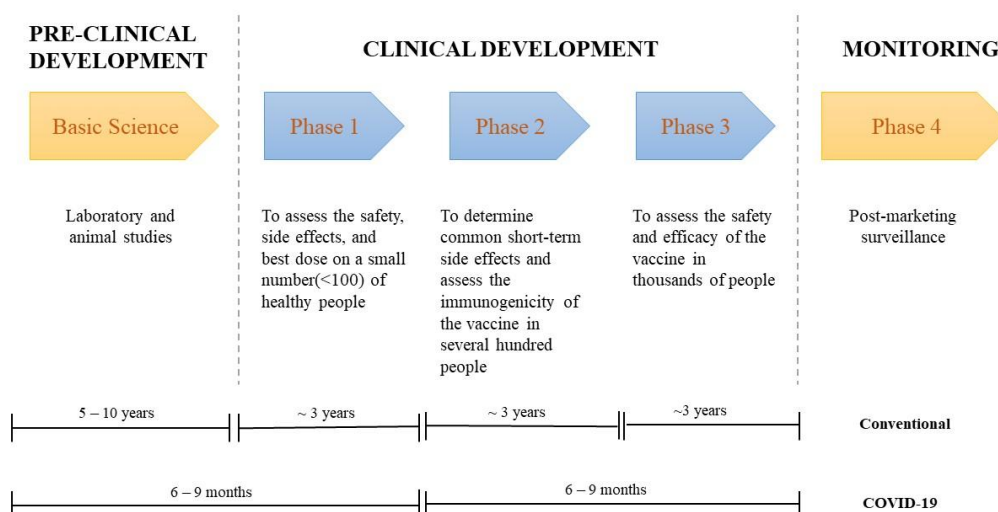 PRE-CLINICAL
DEVELOPMENT
CLINICAL DEVELOPMENT
MONITORING
Basic Science
Phase 1
Phase 2
Phase 3
Phase 4
Laboratory and
animal studies
To assess the safety,
side effects, and
best dose on a small
number(<100) of
healthy people
To determine
common short-term
side effects and
assess the
immunogenicity of
the vaccine in
several hundred
people
To assess the safety
and efficacy of the
vaccine in
thousands of people
Post-marketing
surveillance
5 – 10 years
~ 3 years
~ 3 years
~3 years
Conventional
6 – 9 months
6 – 9 months
COVID-19